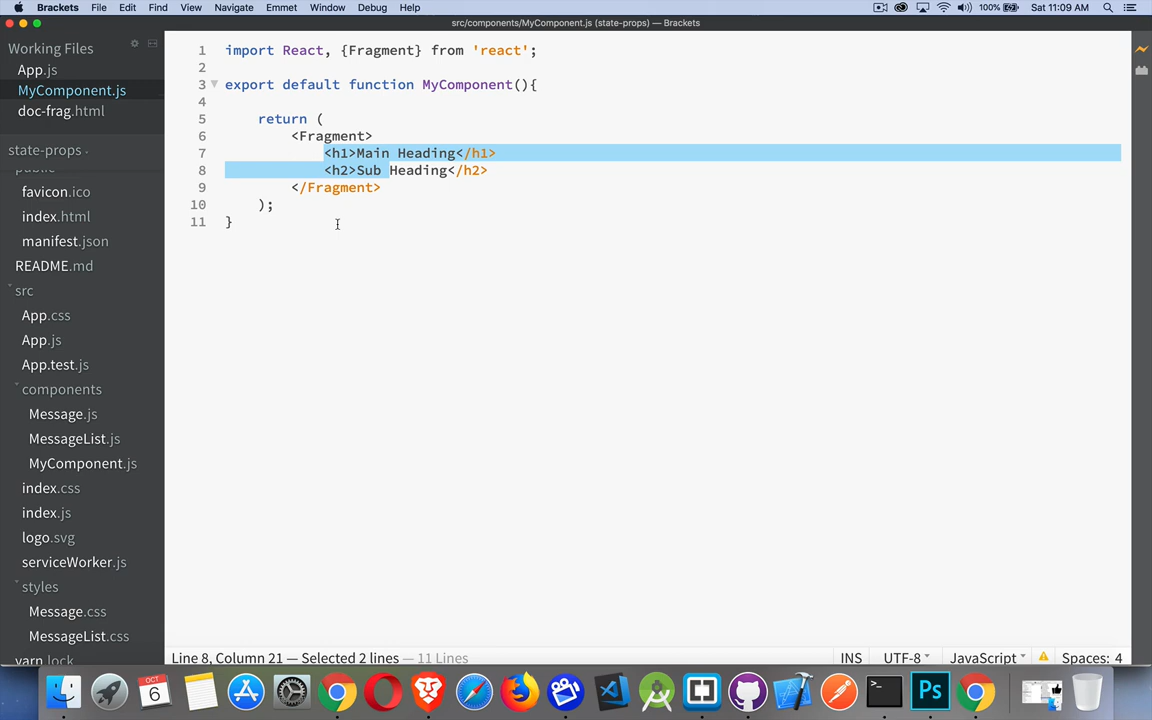 Brackets File Edit Find View Navigate Emmet Window Debug Help 100% Sat 11:09 AM
src/components/MyComponent.js (state-props) — Brackets
Working Files
App.js
MyComponent.js
doc-frag.html
state-props
public
favicon.ico
index.html
manifest.json
README.md
src
App.css
App.js
App.test.js
components
Message.js
MessageList.js
MyComponent.js
index.css
index.js
logo.svg
serviceWorker.js
styles
Message.css
MessageList.css
yarn.lock
1 import React, {Fragment} from 'react';
2
3 export default function MyComponent(){
4
5 return (
6 <Fragment>
7 <h1>Main Heading</h1>
8 <h2>Sub Heading</h2>
9 </Fragment>
10 );
11 }
Line 8, Column 21 — Selected 2 lines — 11 Lines INS UTF-8 JavaScript Spaces: 4
OCT
6
Ps